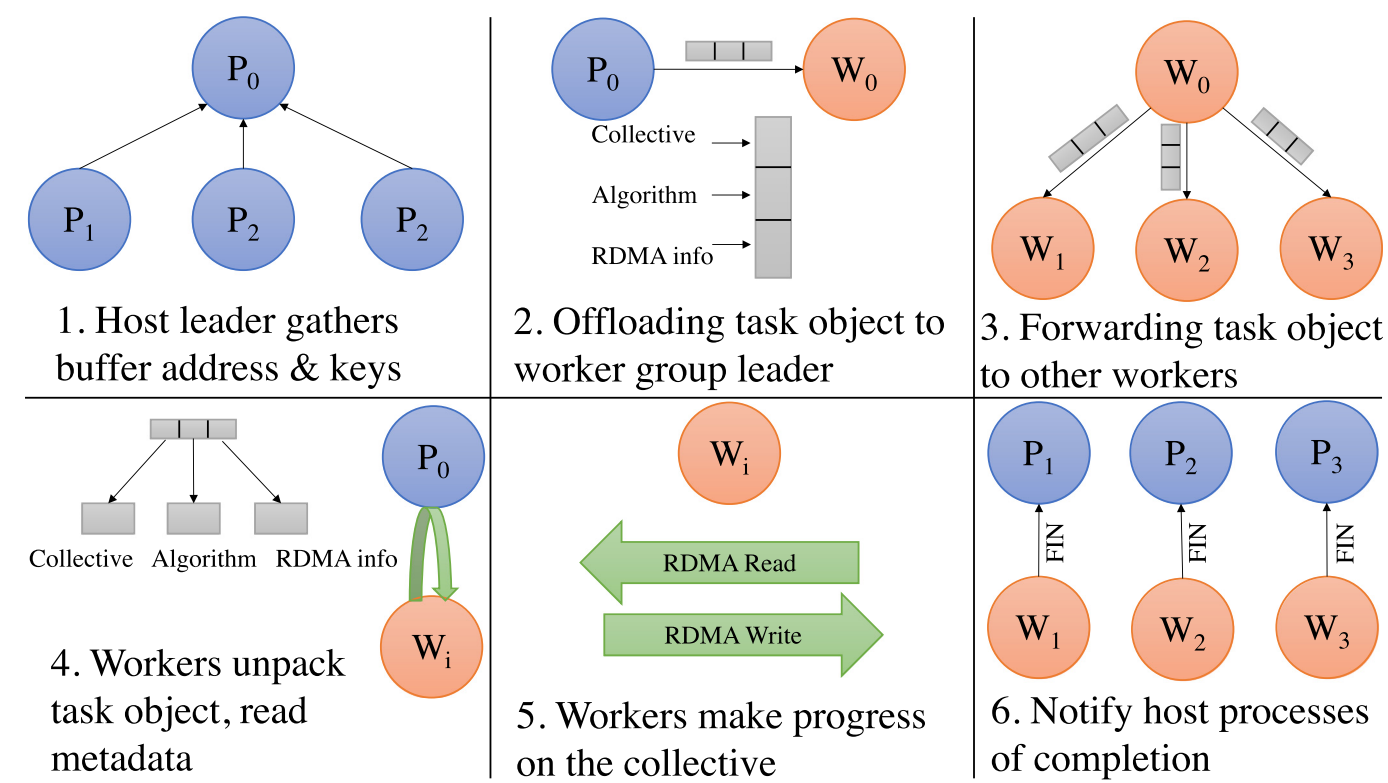 P0
P1 P2 P2
1. Host leader gathers
buffer address & keys
P0 W0
Collective
Algorithm
RDMA info
2. Offloading task object to
worker group leader
W0
W1 W2 W3
3. Forwarding task object
to other workers
P0
Collective Algorithm RDMA info
Wi
4. Workers unpack
task object, read
metadata
Wi
RDMA Read
RDMA Write
5. Workers make progress
on the collective
P1 P2 P3
FIN FIN FIN
W1 W2 W3
6. Notify host processes
of completion